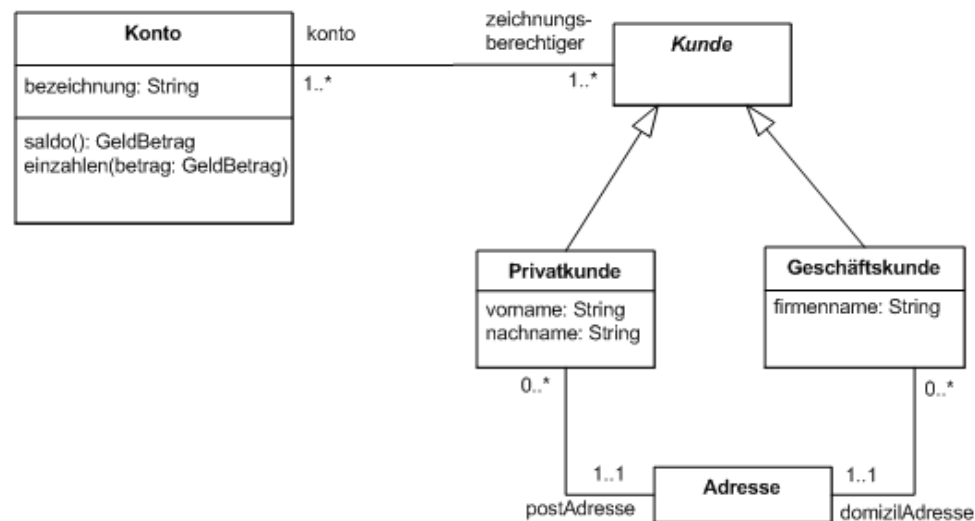 Konto
bezeichnung: String
saldo(): GeldBetrag
einzahlen(betrag: GeldBetrag)
konto
1..*
zeichnungs-
berechtiger
1..*
Kunde
Privatkunde
vorname: String
nachname: String
0..*
Geschäftskunde
firmenname: String
0..*
1..1
postAdresse
Adresse
1..1
domizilAdresse